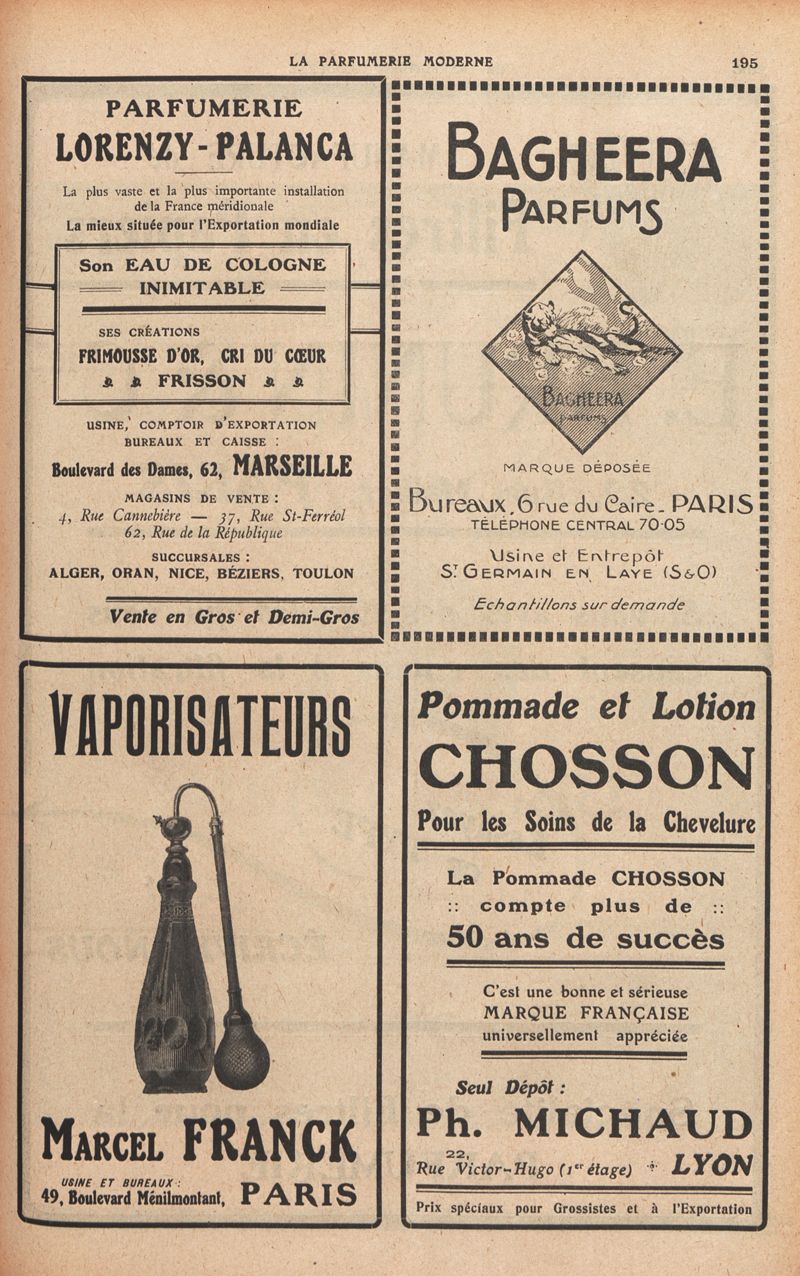 LA PARFUMERIE MODERNE
195
PARFUMERIE
LORENZY-PALANCA
La plus vaste et la plus importante installation
de la France méridionale
La mieux située pour l'Exportation mondiale
Son EAU DE COLOGNE
INIMITABLE
SES CRÉATIONS
FRIMOUSSE D'OR, CRI DU CŒUR
FRISSON
USINE, COMPTOIR D'EXPORTATION
BUREAUX ET CAISSE :
Boulevard des Dames, 62, MARSEILLE
MAGASINS DE VENTE :
4, Rue Cannebière — 37, Rue St-Ferréol
62, Rue de la République
SUCCURSALES :
ALGER, ORAN, NICE, BÉZIERS, TOULON
Vente en Gros et Demi-Gros
BAGHEERA
PARFUMS
BAGHEERA
PARFUMS
MARQUE DÉPOSÉE
Bureaux, 6 rue du Caire_ PARIS
TÉLÉPHONE CENTRAL 70-05
Usine et Entrepôt
ST GERMAIN EN LAYE (S&O)
Echantillons sur demande
VAPORISATEURS
MARCEL FRANCK
USINE ET BUREAUX :
49, Boulevard Ménilmontant, PARIS
Pommade et Lotion
CHOSSON
Pour les Soins de la Chevelure
La Pommade CHOSSON
:: compte plus de ::
50 ans de succès
C'est une bonne et sérieuse
MARQUE FRANÇAISE
universellement appréciée
Seul Dépôt :
Ph. MICHAUD
22,
Rue Victor-Hugo (1er étage) LYON
Prix spéciaux pour Grossistes et à l'Exportation